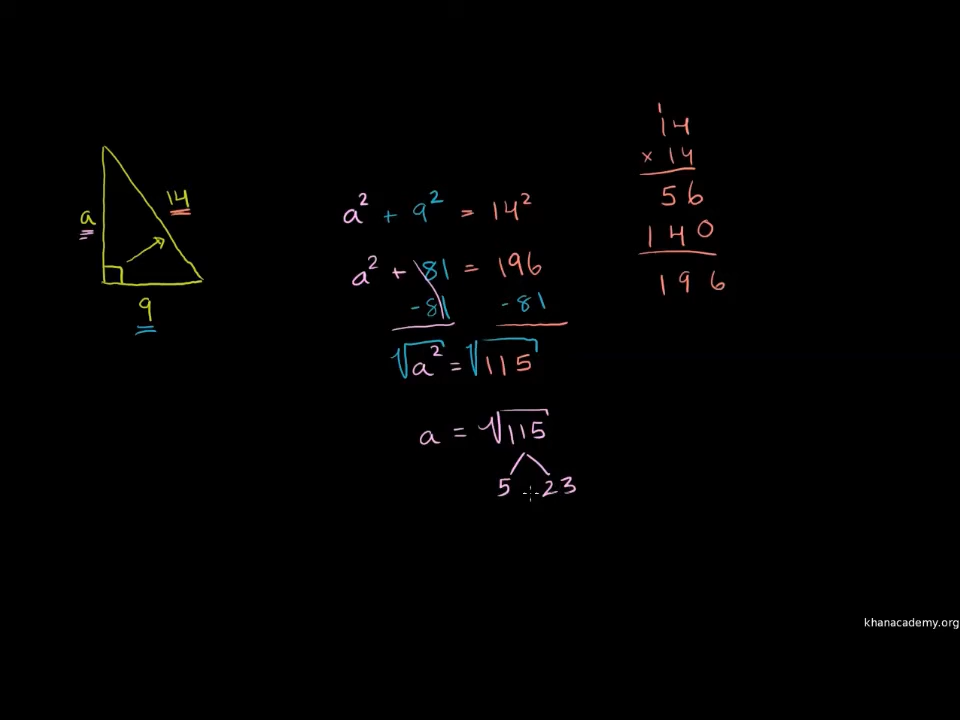 a
14
9
a² + 9² = 14²
a² + 81 = 196
-81 -81
√a² = √115
a = √115
5 23
1
14
× 14
56
140
196
khanacademy.org